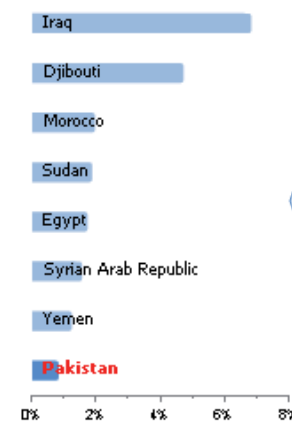 Iraq
Djibouti
Morocco
Sudan
Egypt
Syrian Arab Republic
Yemen
Pakistan
0% 2% 4% 6% 8%